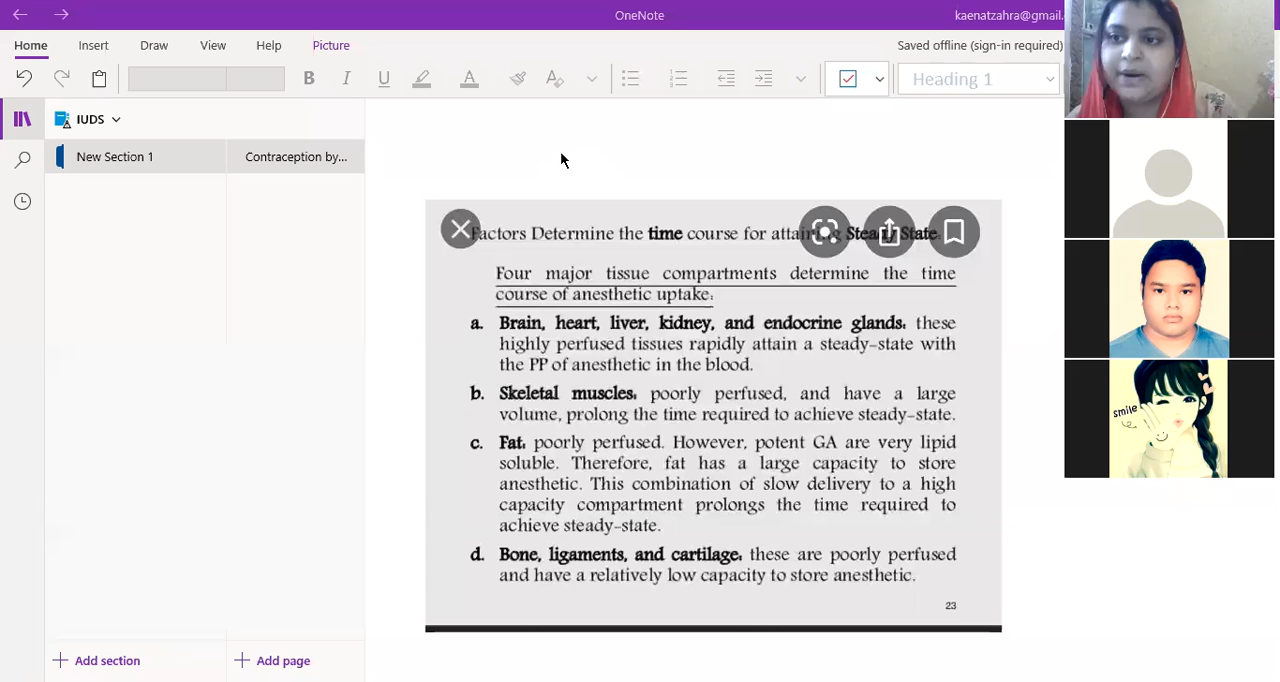 OneNote
kaenatzahra@gmail.
Home Insert Draw View Help Picture
Saved offline (sign-in required)
B I U A
Heading 1
IUDS
New Section 1
Contraception by...
Factors Determine the time course for attaining Steady State:
Four major tissue compartments determine the time
course of anesthetic uptake:
a. Brain, heart, liver, kidney, and endocrine glands: these
highly perfused tissues rapidly attain a steady-state with
the PP of anesthetic in the blood.
b. Skeletal muscles: poorly perfused, and have a large
volume, prolong the time required to achieve steady-state.
c. Fat: poorly perfused. However, potent GA are very lipid
soluble. Therefore, fat has a large capacity to store
anesthetic. This combination of slow delivery to a high
capacity compartment prolongs the time required to
achieve steady-state.
d. Bone, ligaments, and cartilage: these are poorly perfused
and have a relatively low capacity to store anesthetic.
23
smile
Add section
Add page